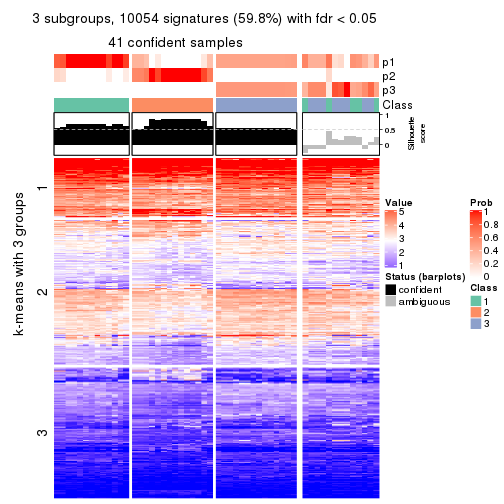 3 subgroups, 10054 signatures (59.8%) with fdr < 0.05
41 confident samples
p1
p2
p3
Class
1
0.5
0
Silhouette
score
k-means with 3 groups
1
2
3
Value
5
4
3
2
1
Status (barplots)
confident
ambiguous
Prob
1
0.8
0.6
0.4
0.2
0
Class
1
2
3